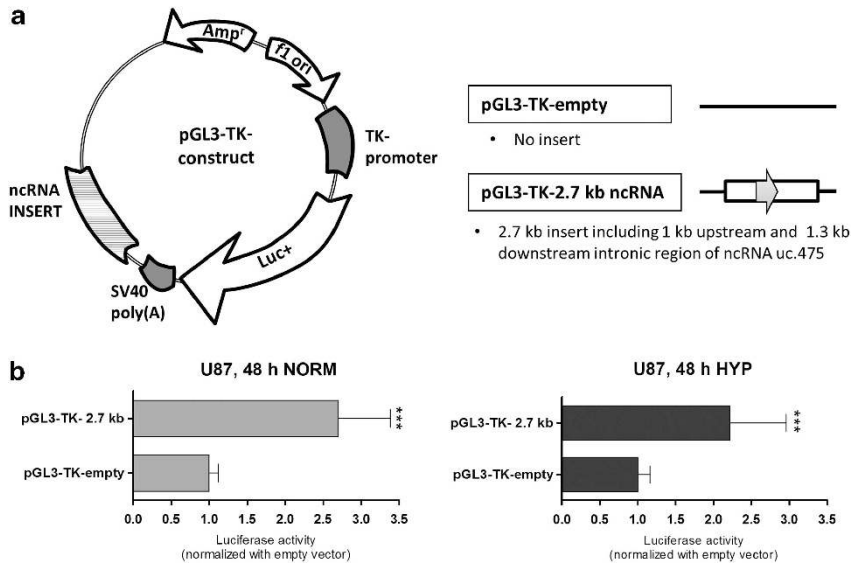 a
Ampʳ
f1 ori
pGL3-TK-
construct
TK-
promoter
ncRNA
INSERT
Luc+
SV40
poly(A)
pGL3-TK-empty
• No insert
pGL3-TK-2.7 kb ncRNA
• 2.7 kb insert including 1 kb upstream and 1.3 kb
downstream intronic region of ncRNA uc.475
b
U87, 48 h NORM
pGL3-TK- 2.7 kb
***
pGL3-TK-empty
0.0 0.5 1.0 1.5 2.0 2.5 3.0 3.5
Luciferase activity
(normalized with empty vector)
U87, 48 h HYP
pGL3-TK- 2.7 kb
***
pGL3-TK-empty
0.0 0.5 1.0 1.5 2.0 2.5 3.0 3.5
Luciferase activity
(normalized with empty vector)